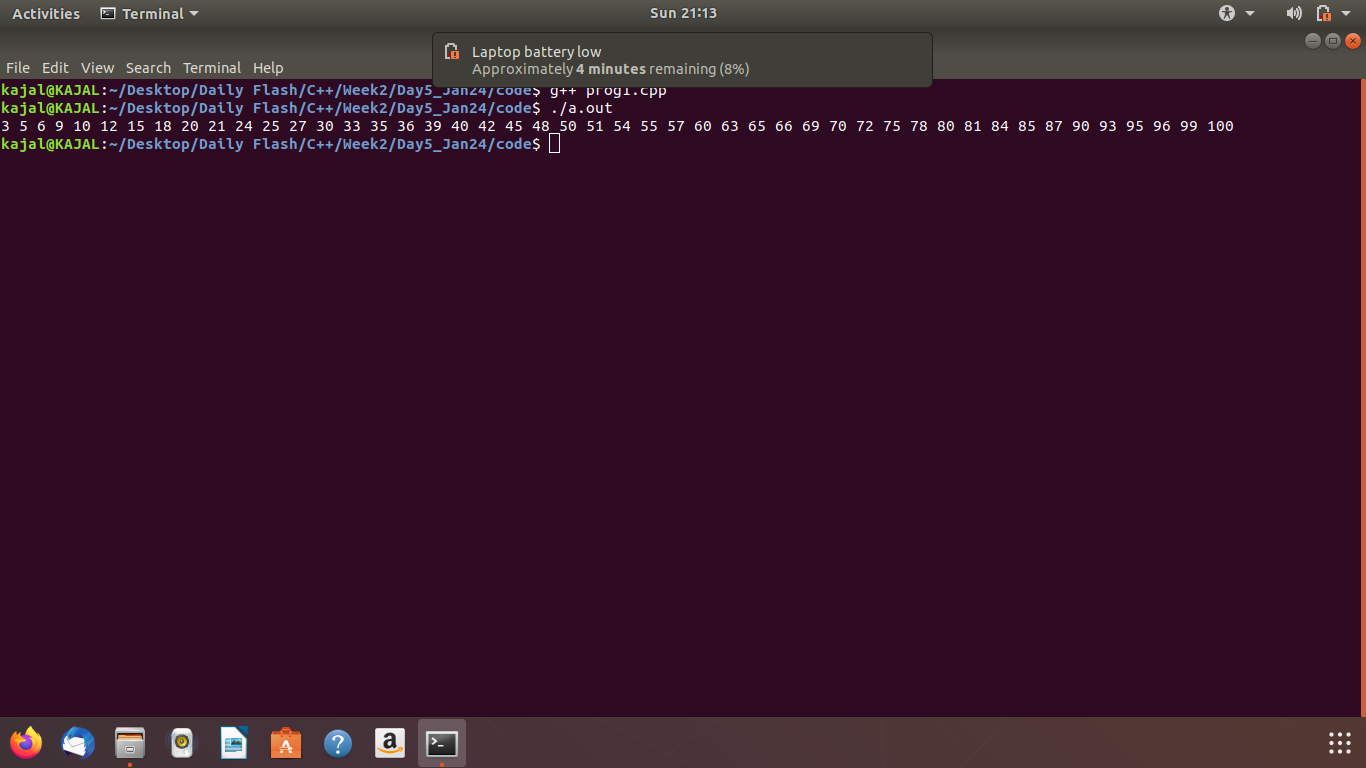 Activities Terminal Sun 21:13
Laptop battery low
Approximately 4 minutes remaining (8%)
File Edit View Search Terminal Help
kajal@KAJAL:~/Desktop/Daily Flash/C++/Week2/Day5_Jan24/code$ g++ prog1.cpp
kajal@KAJAL:~/Desktop/Daily Flash/C++/Week2/Day5_Jan24/code$ ./a.out
3 5 6 9 10 12 15 18 20 21 24 25 27 30 33 35 36 39 40 42 45 48 50 51 54 55 57 60 63 65 66 69 70 72 75 78 80 81 84 85 87 90 93 95 96 99 100
kajal@KAJAL:~/Desktop/Daily Flash/C++/Week2/Day5_Jan24/code$